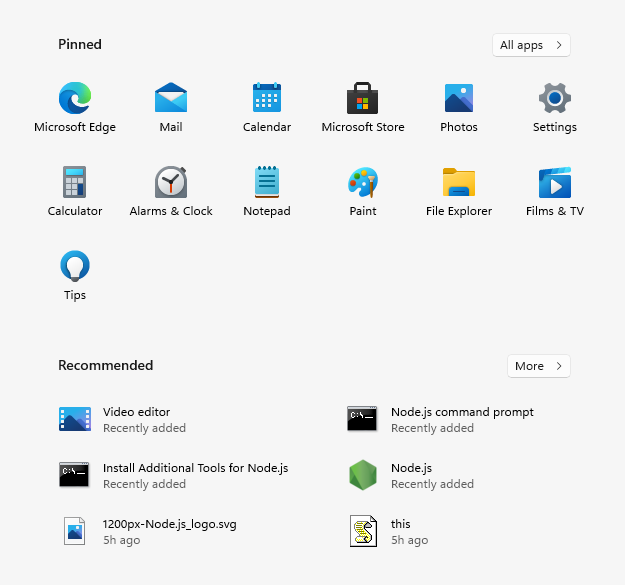 Pinned
All apps
Microsoft Edge
Mail
Calendar
Microsoft Store
Photos
Settings
Calculator
Alarms & Clock
Notepad
Paint
File Explorer
Films & TV
Tips
Recommended
More
Video editor
Recently added
Node.js command prompt
Recently added
Install Additional Tools for Node.js
Recently added
Node.js
Recently added
1200px-Node.js_logo.svg
5h ago
this
5h ago